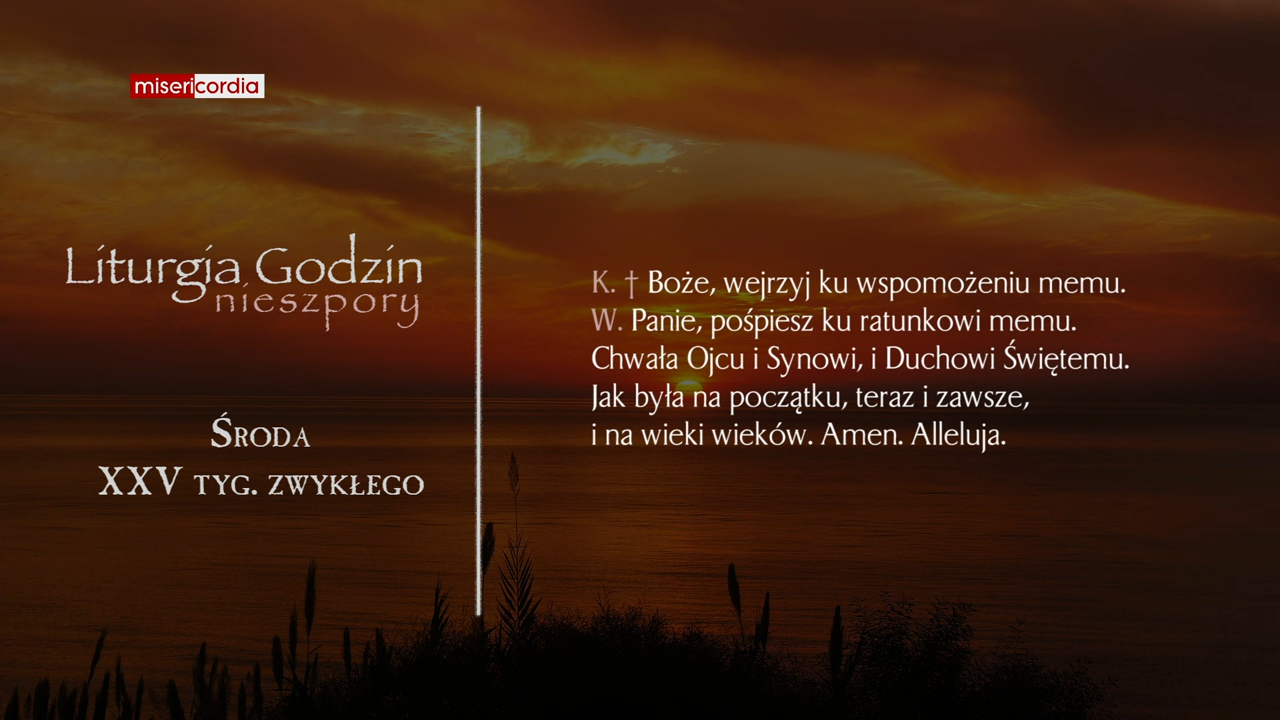 misericordia
Liturgia Godzin
nieszpory
Środa
XXV tyg. zwykłego
K. † Boże, wejrzyj ku wspomożeniu memu.
W. Panie, pośpiesz ku ratunkowi memu.
Chwała Ojcu i Synowi, i Duchowi Świętemu.
Jak była na początku, teraz i zawsze,
i na wieki wieków. Amen. Alleluja.